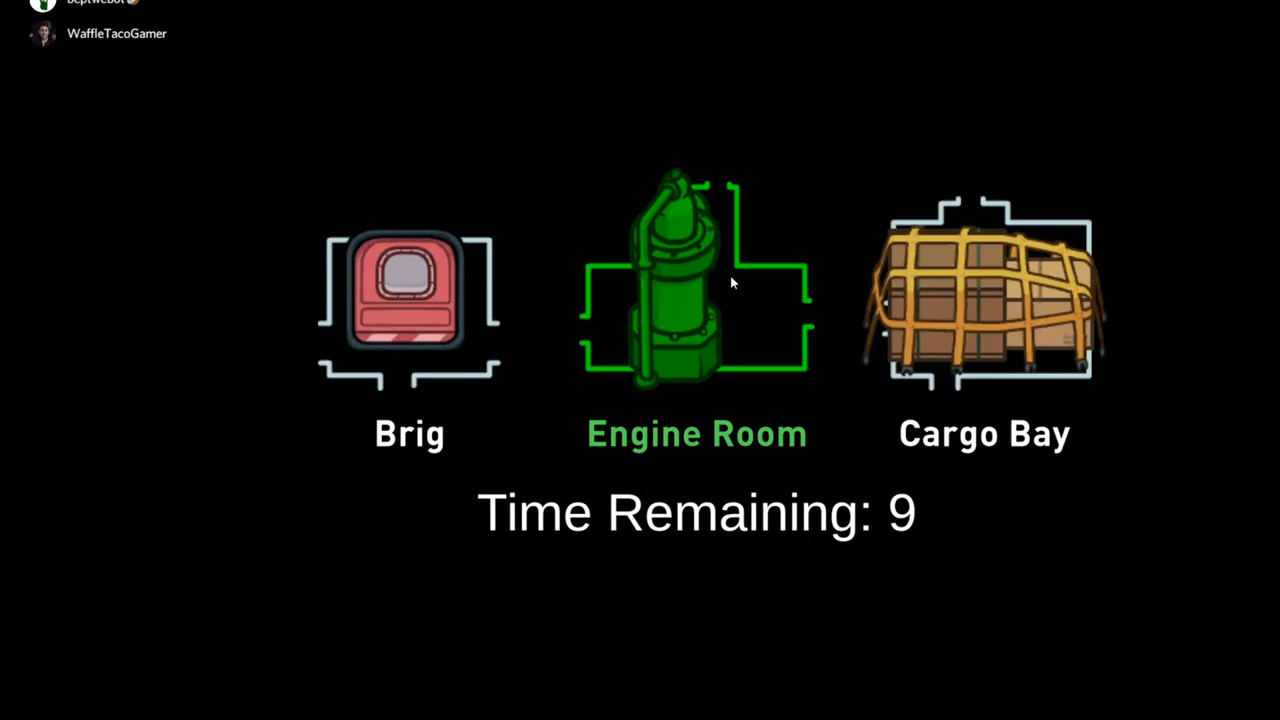 WaffleTacoGamer
Brig
Engine Room
Cargo Bay
Time Remaining: 9